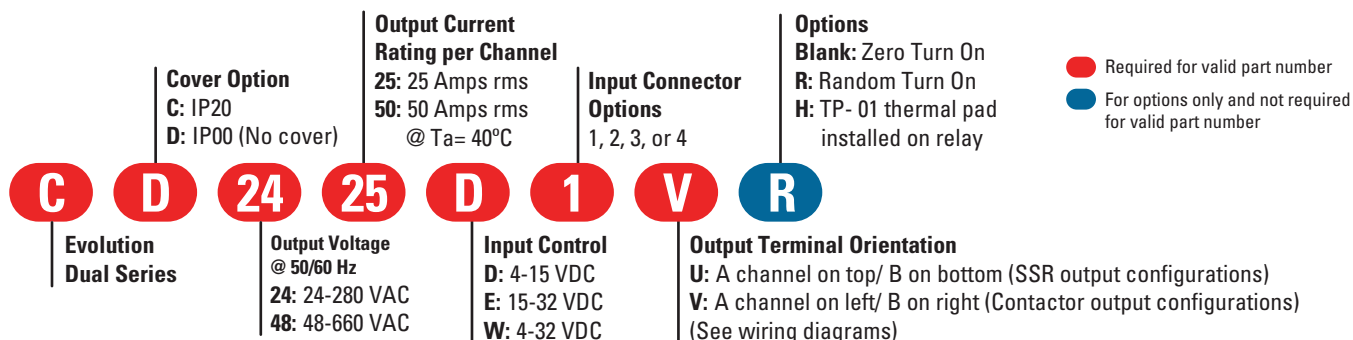 Output Current
Rating per Channel
25: 25 Amps rms
50: 50 Amps rms
@ Ta= 40ºC
Options
Blank: Zero Turn On
R: Random Turn On
H: TP- 01 thermal pad
installed on relay
Cover Option
C: IP20
D: IP00 (No cover)
Input Connector
Options
1, 2, 3, or 4
Required for valid part number
For options only and not required
for valid part number
C D 24 25 D 1 V R
Evolution
Dual Series
Output Voltage
@ 50/60 Hz
24: 24-280 VAC
48: 48-660 VAC
Input Control
D: 4-15 VDC
E: 15-32 VDC
W: 4-32 VDC
Output Terminal Orientation
U: A channel on top/ B on bottom (SSR output configurations)
V: A channel on left/ B on right (Contactor output configurations)
(See wiring diagrams)